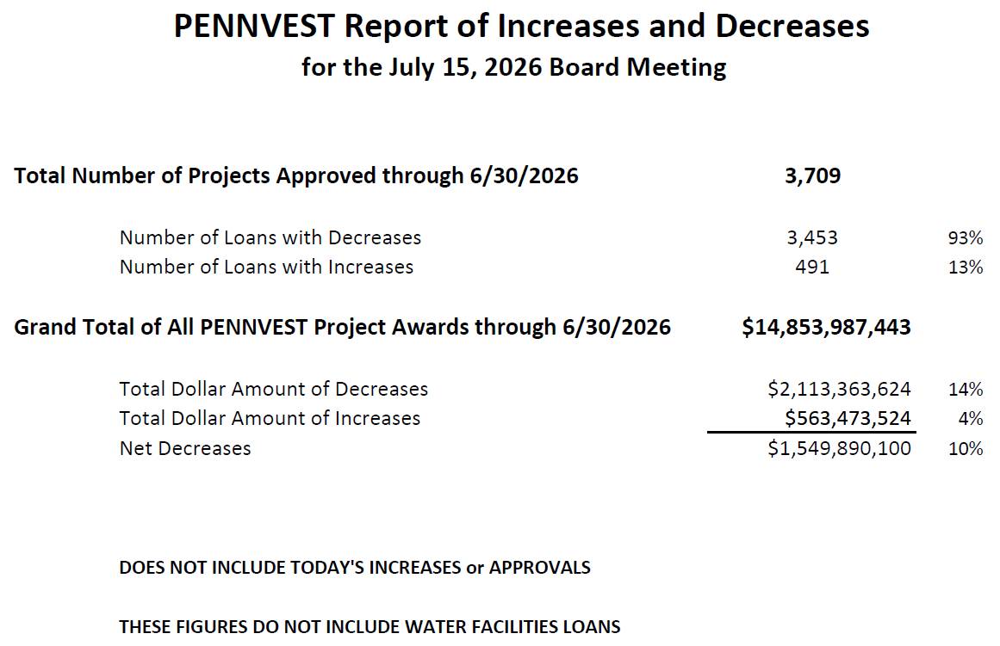 PENNVEST Report of Increases and Decreases
for the July 15, 2026 Board Meeting
Total Number of Projects Approved through 6/30/2026 3,709
Number of Loans with Decreases 3,453 93%
Number of Loans with Increases 491 13%
Grand Total of All PENNVEST Project Awards through 6/30/2026 $14,853,987,443
Total Dollar Amount of Decreases $2,113,363,624 14%
Total Dollar Amount of Increases $563,473,524 4%
Net Decreases $1,549,890,100 10%
DOES NOT INCLUDE TODAY'S INCREASES or APPROVALS
THESE FIGURES DO NOT INCLUDE WATER FACILITIES LOANS